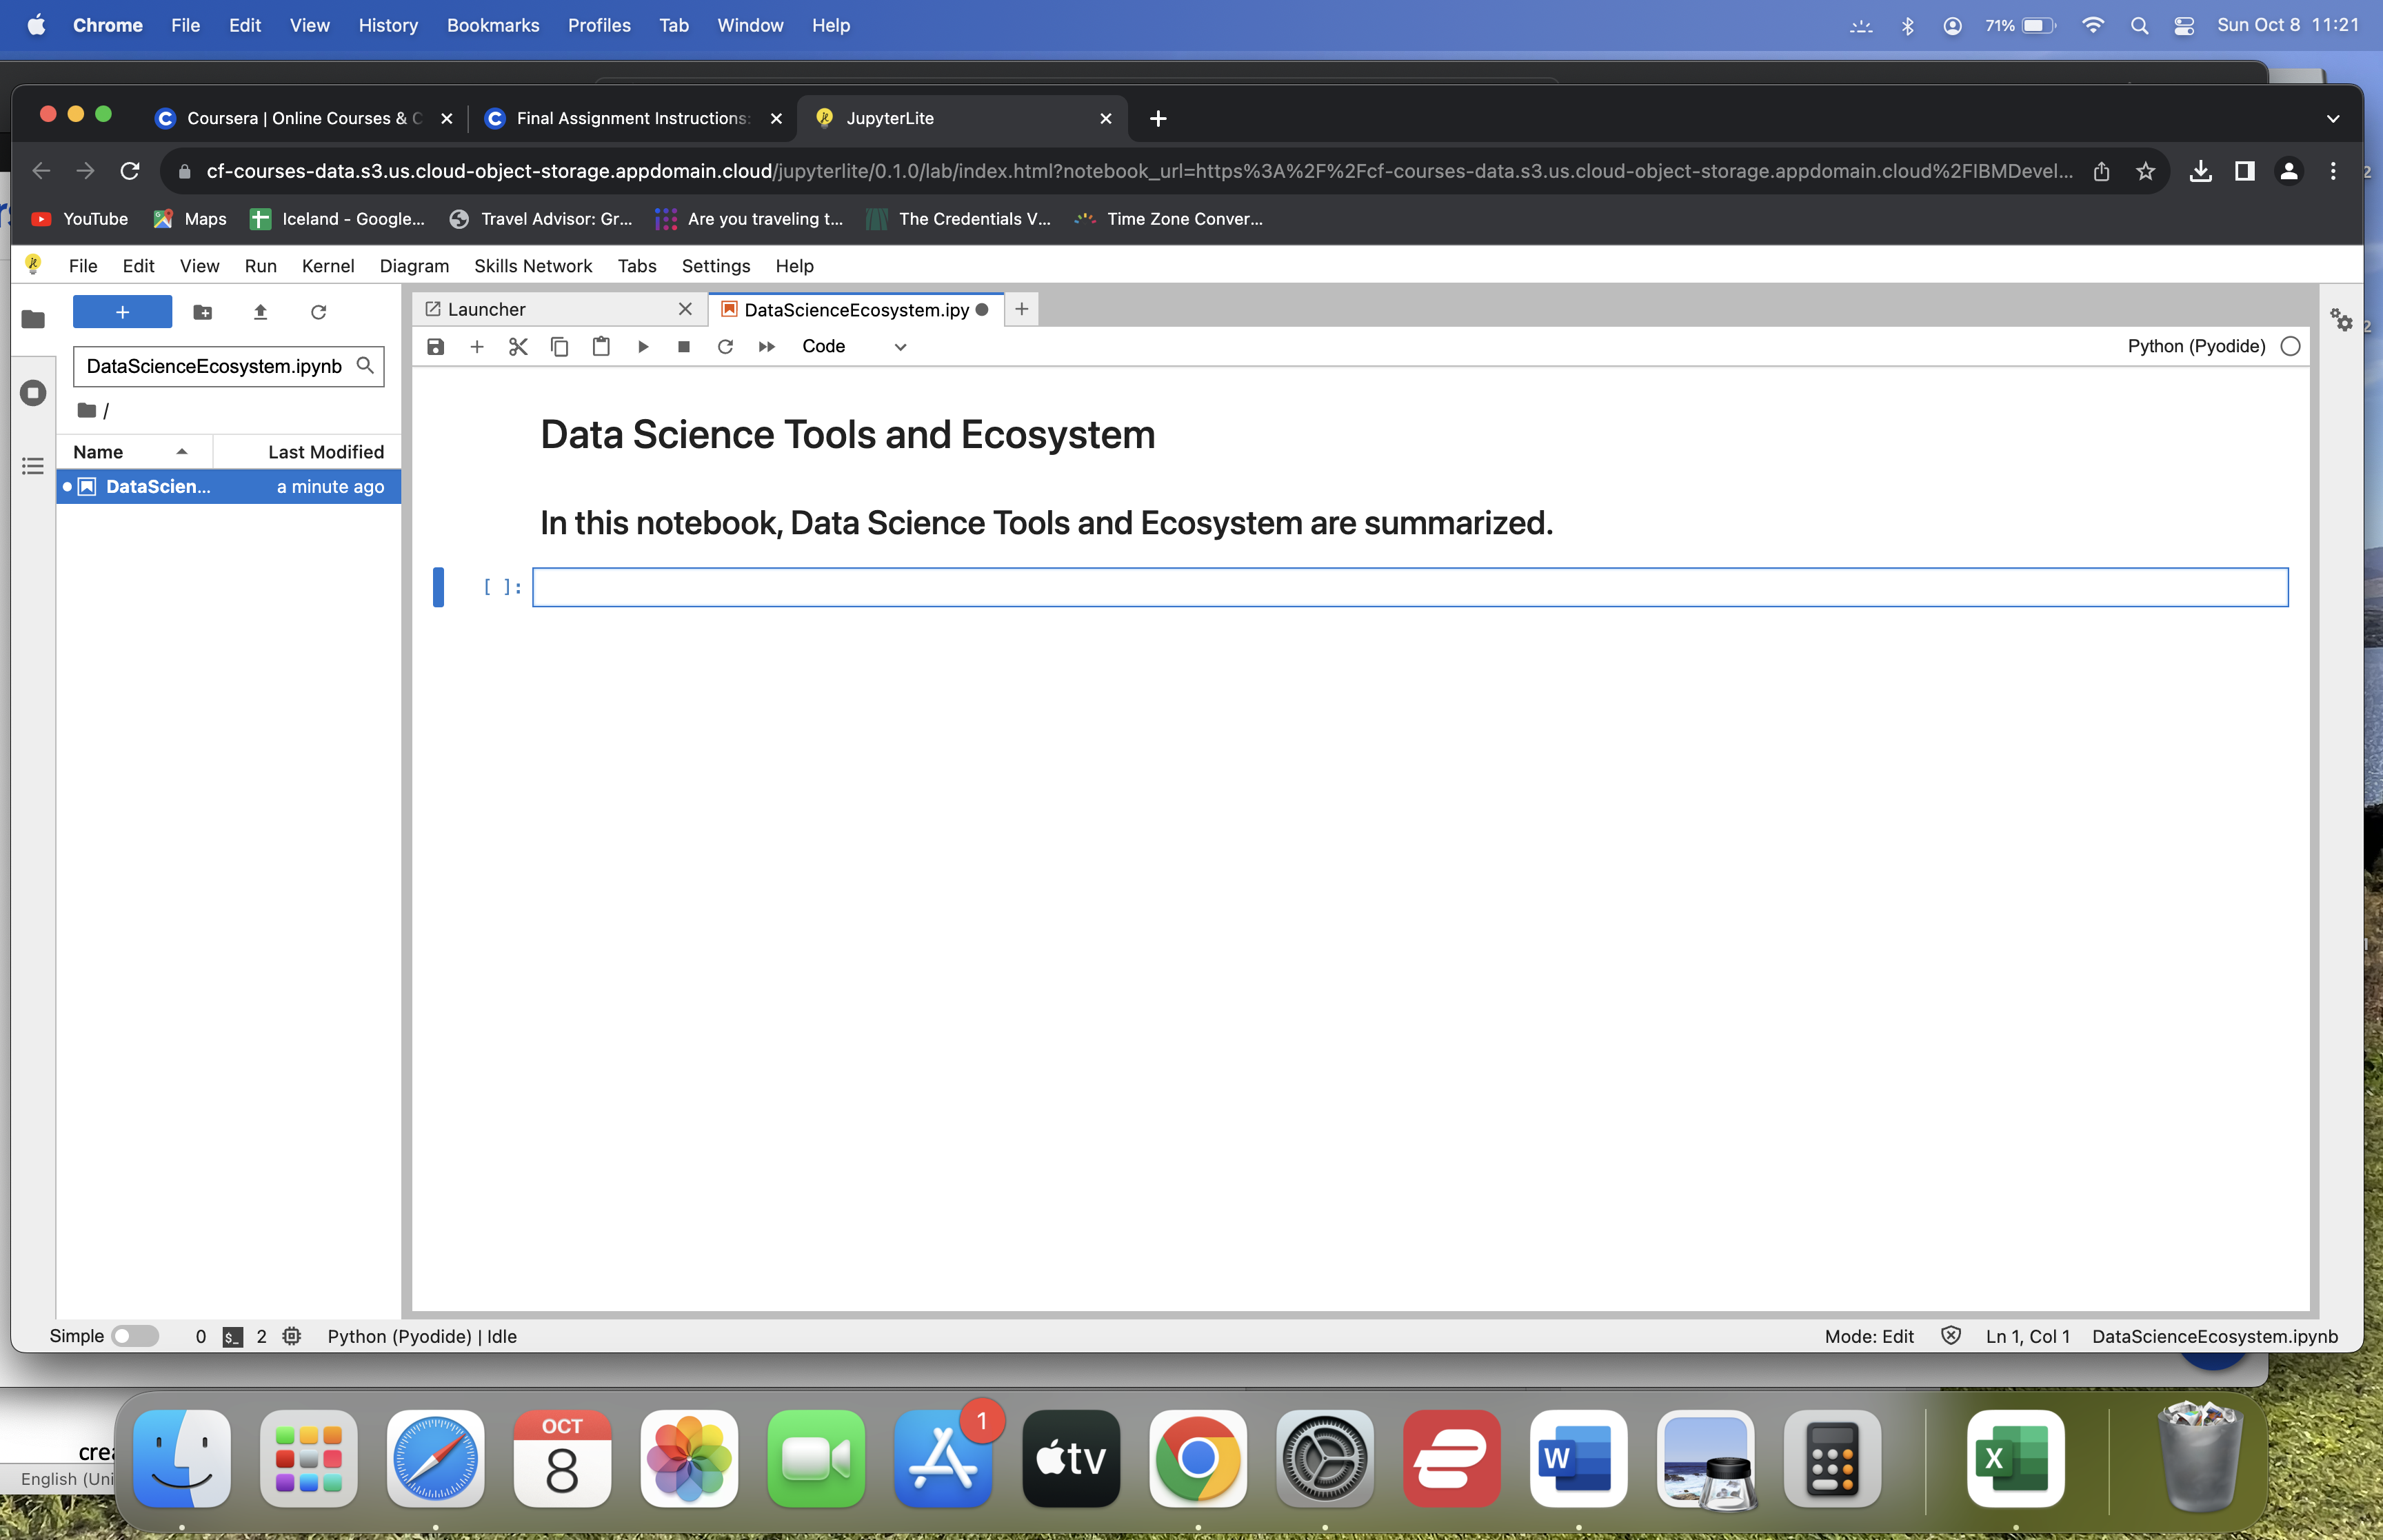 Chrome File Edit View History Bookmarks Profiles Tab Window Help 71% Sun Oct 8 11:21
Coursera | Online Courses & C Final Assignment Instructions: JupyterLite
cf-courses-data.s3.us.cloud-object-storage.appdomain.cloud/jupyterlite/0.1.0/lab/index.html?notebook_url=https%3A%2F%2Fcf-courses-data.s3.us.cloud-object-storage.appdomain.cloud%2FIBMDevel...
YouTube Maps Iceland - Google... Travel Advisor: Gr... Are you traveling t... The Credentials V... Time Zone Conver...
File Edit View Run Kernel Diagram Skills Network Tabs Settings Help
Launcher DataScienceEcosystem.ipy
Code Python (Pyodide)
DataScienceEcosystem.ipynb
/
Name Last Modified
DataScien... a minute ago
Data Science Tools and Ecosystem
In this notebook, Data Science Tools and Ecosystem are summarized.
[ ]:
Simple 0 $_ 2 Python (Pyodide) | Idle Mode: Edit Ln 1, Col 1 DataScienceEcosystem.ipynb
crea
English (Uni
OCT
8
1
tv
W
X